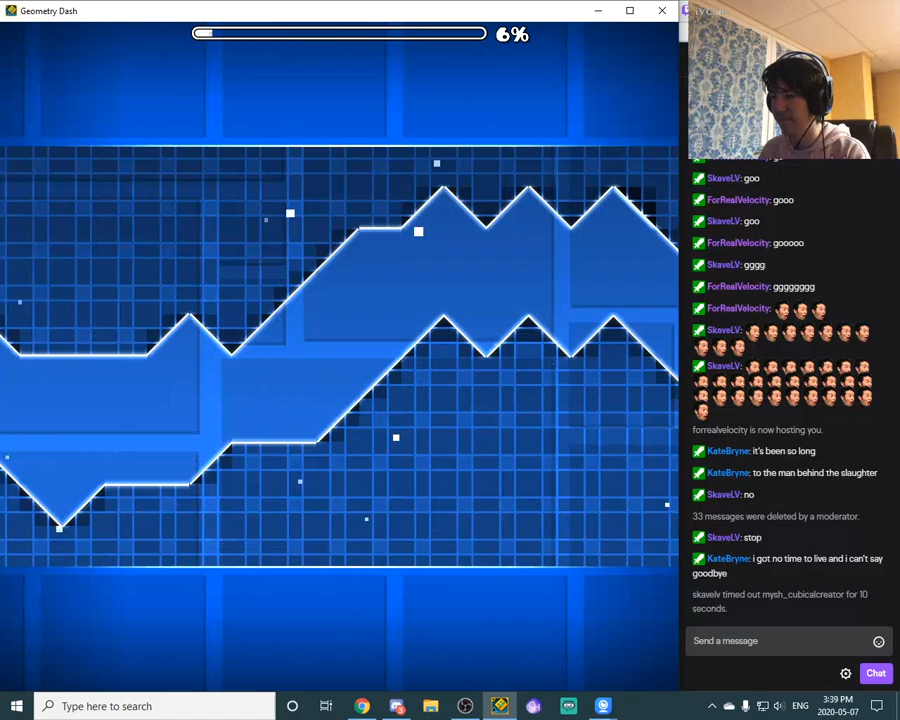 Geometry Dash
iVCam
6%
SkaveLV: goo
ForRealVelocity: gooo
SkaveLV: goo
ForRealVelocity: gooooo
SkaveLV: gggg
ForRealVelocity: gggggggg
ForRealVelocity:
SkaveLV:
SkaveLV:
forrealvelocity is now hosting you.
KateBryne: it's been so long
KateBryne: to the man behind the slaughter
SkaveLV: no
33 messages were deleted by a moderator.
SkaveLV: stop
KateBryne: i got no time to live and i can't say
goodbye
skavelv timed out mysh_cubicalcreator for 10
seconds.
Send a message
Chat
Type here to search
ENG
3:39 PM
2020-05-07